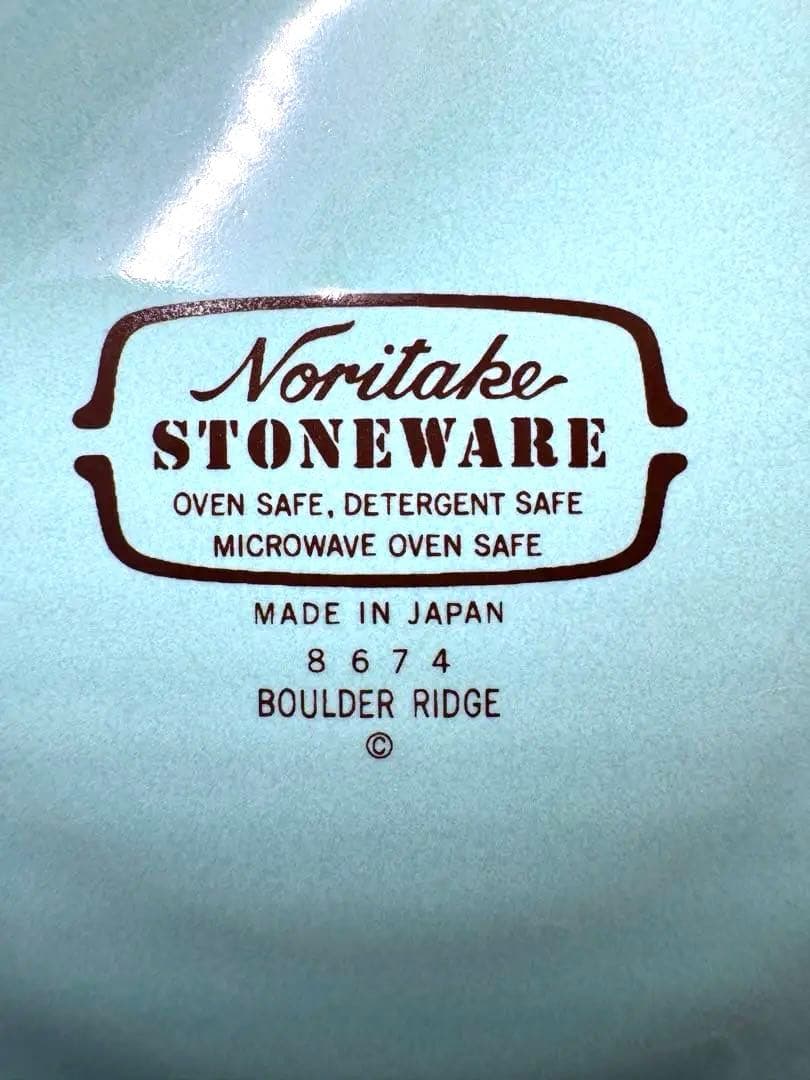 Noritake
STONEWARE
OVEN SAFE, DETERGENT SAFE
MICROWAVE OVEN SAFE
MADE IN JAPAN
8674
BOULDER RIDGE
©